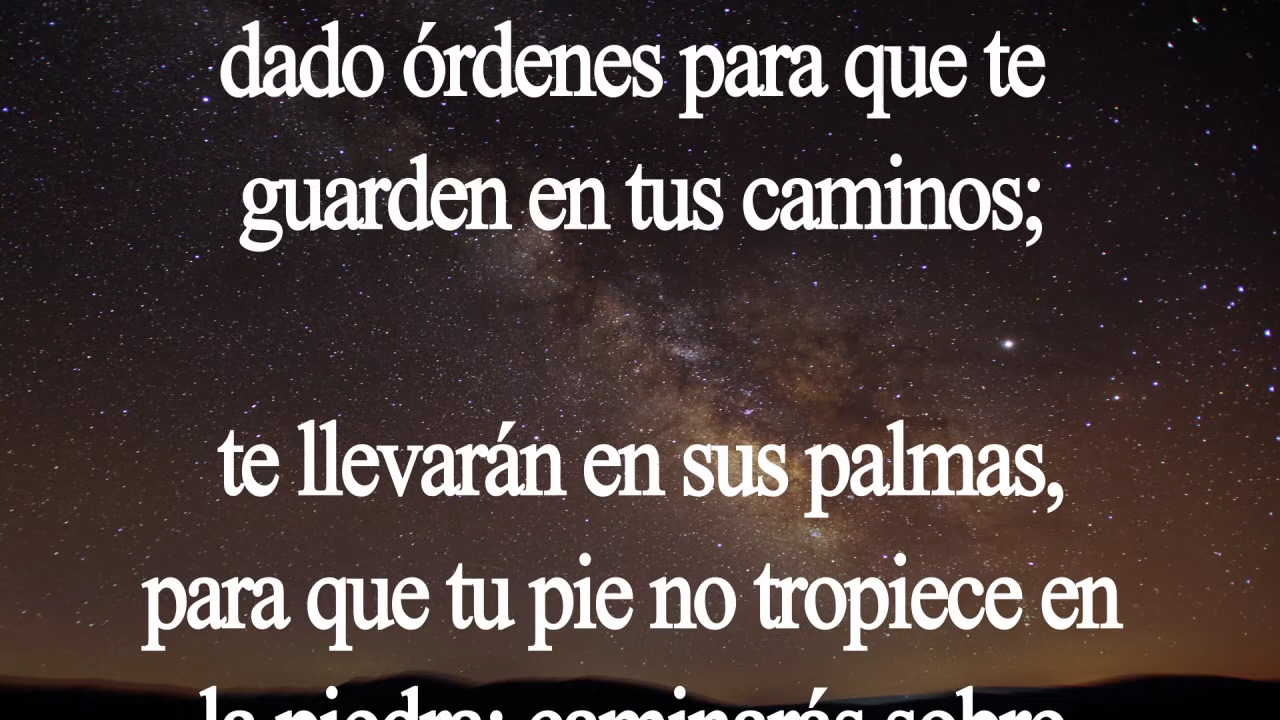 dado órdenes para que te
guarden en tus caminos;
te llevarán en sus palmas,
para que tu pie no tropiece en
la piedra; caminarás sobre